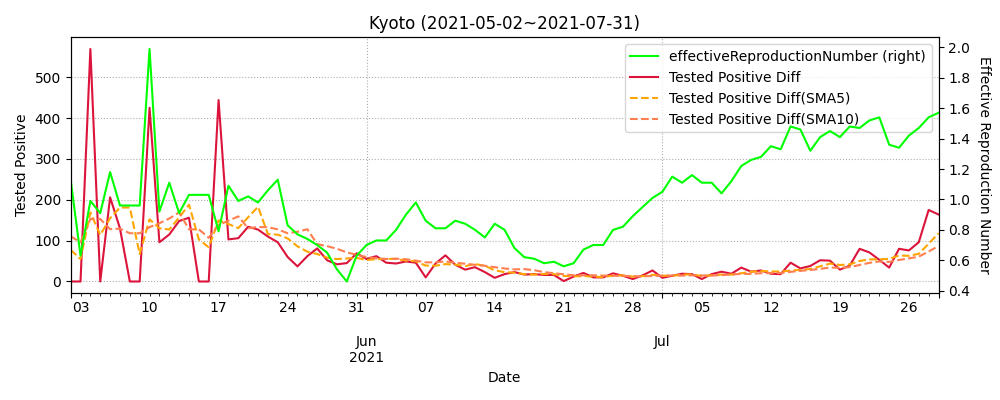 Kyoto (2021-05-02~2021-07-31)
effectiveReproductionNumber (right)
Tested Positive Diff
Tested Positive Diff(SMA5)
Tested Positive Diff(SMA10)
Tested Positive
500
400
300
200
100
0
2.0
1.8
1.6
1.4
1.2
1.0
0.8
0.6
0.4
Effective Reproduction Number
03 10 17 24 31 07 14 21 28 05 12 19 26
Jun Jul
2021
Date